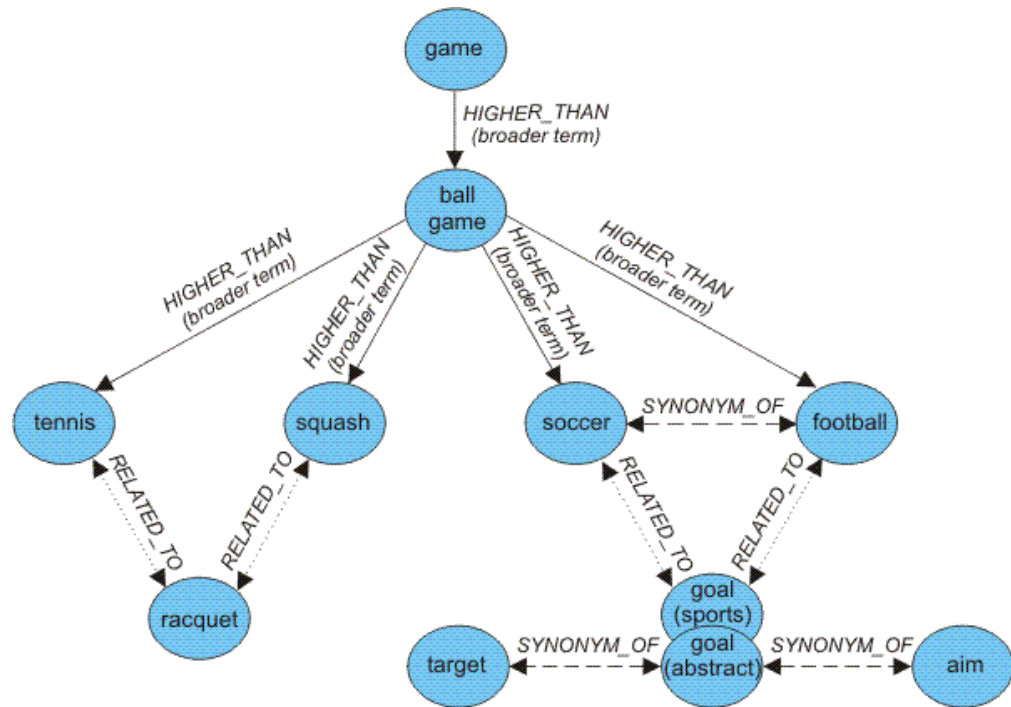 game
HIGHER_THAN
(broader term)
ball
game
HIGHER_THAN
(broader term)
HIGHER_THAN
(broader term)
HIGHER_THAN
(broader term)
HIGHER_THAN
(broader term)
tennis
squash
soccer
SYNONYM_OF
football
RELATED_TO
RELATED_TO
RELATED_TO
RELATED_TO
racquet
goal
(sports)
target
SYNONYM_OF
goal
(abstract)
SYNONYM_OF
aim